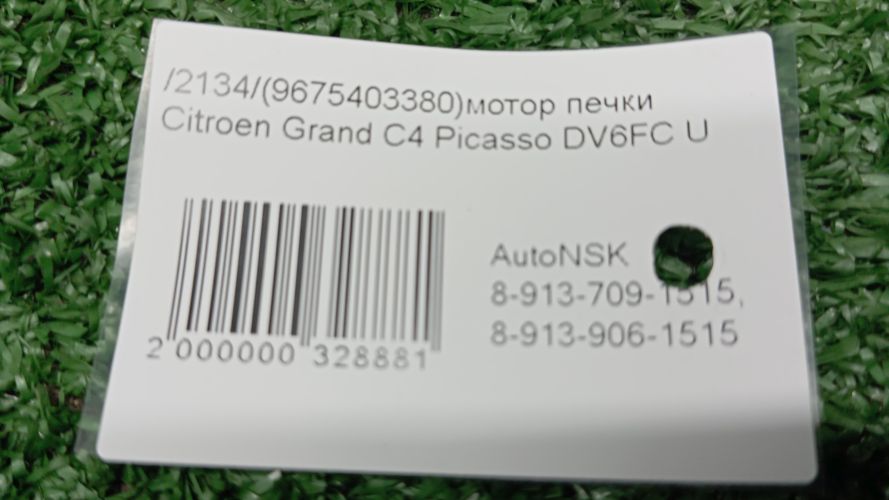 /2134/(9675403380)мотор печки
Citroen Grand C4 Picasso DV6FC U
AutoNSK
8-913-709-1515,
8-913-906-1515
2 000000 328881